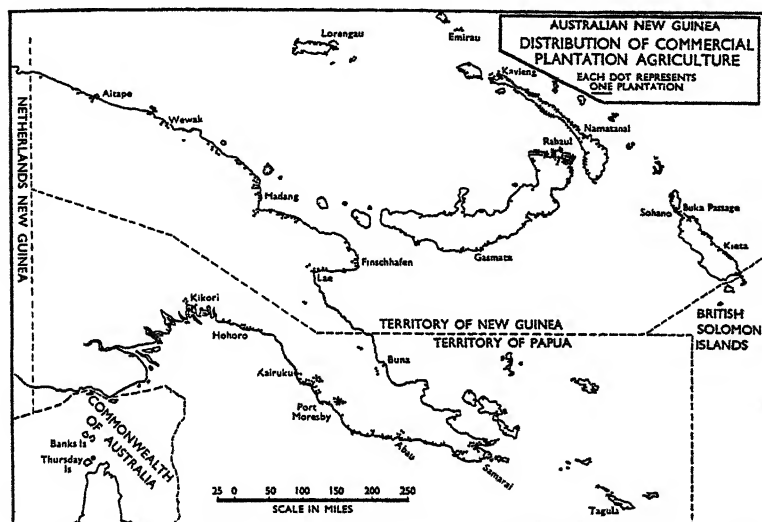 AUSTRALIAN NEW GUINEA
DISTRIBUTION OF COMMERCIAL
PLANTATION AGRICULTURE
EACH DOT REPRESENTS
ONE PLANTATION
Lorengau
Emirau
Kavieng
Aitape
Wewak
Namatanai
Rabaul
NETHERLANDS NEW GUINEA
Madang
Sohano
Buka Passage
Kieta
Finschhafen
Gasmata
Lae
Kikori
Hohoro
TERRITORY OF NEW GUINEA
TERRITORY OF PAPUA
BRITISH
SOLOMON
ISLANDS
Buna
Kairuku
Port
Moresby
COMMONWEALTH
OF AUSTRALIA
Banks Is
Thursday
Is
Abau
Samarai
Tagula
25 0 50 100 150 200 250
SCALE IN MILES